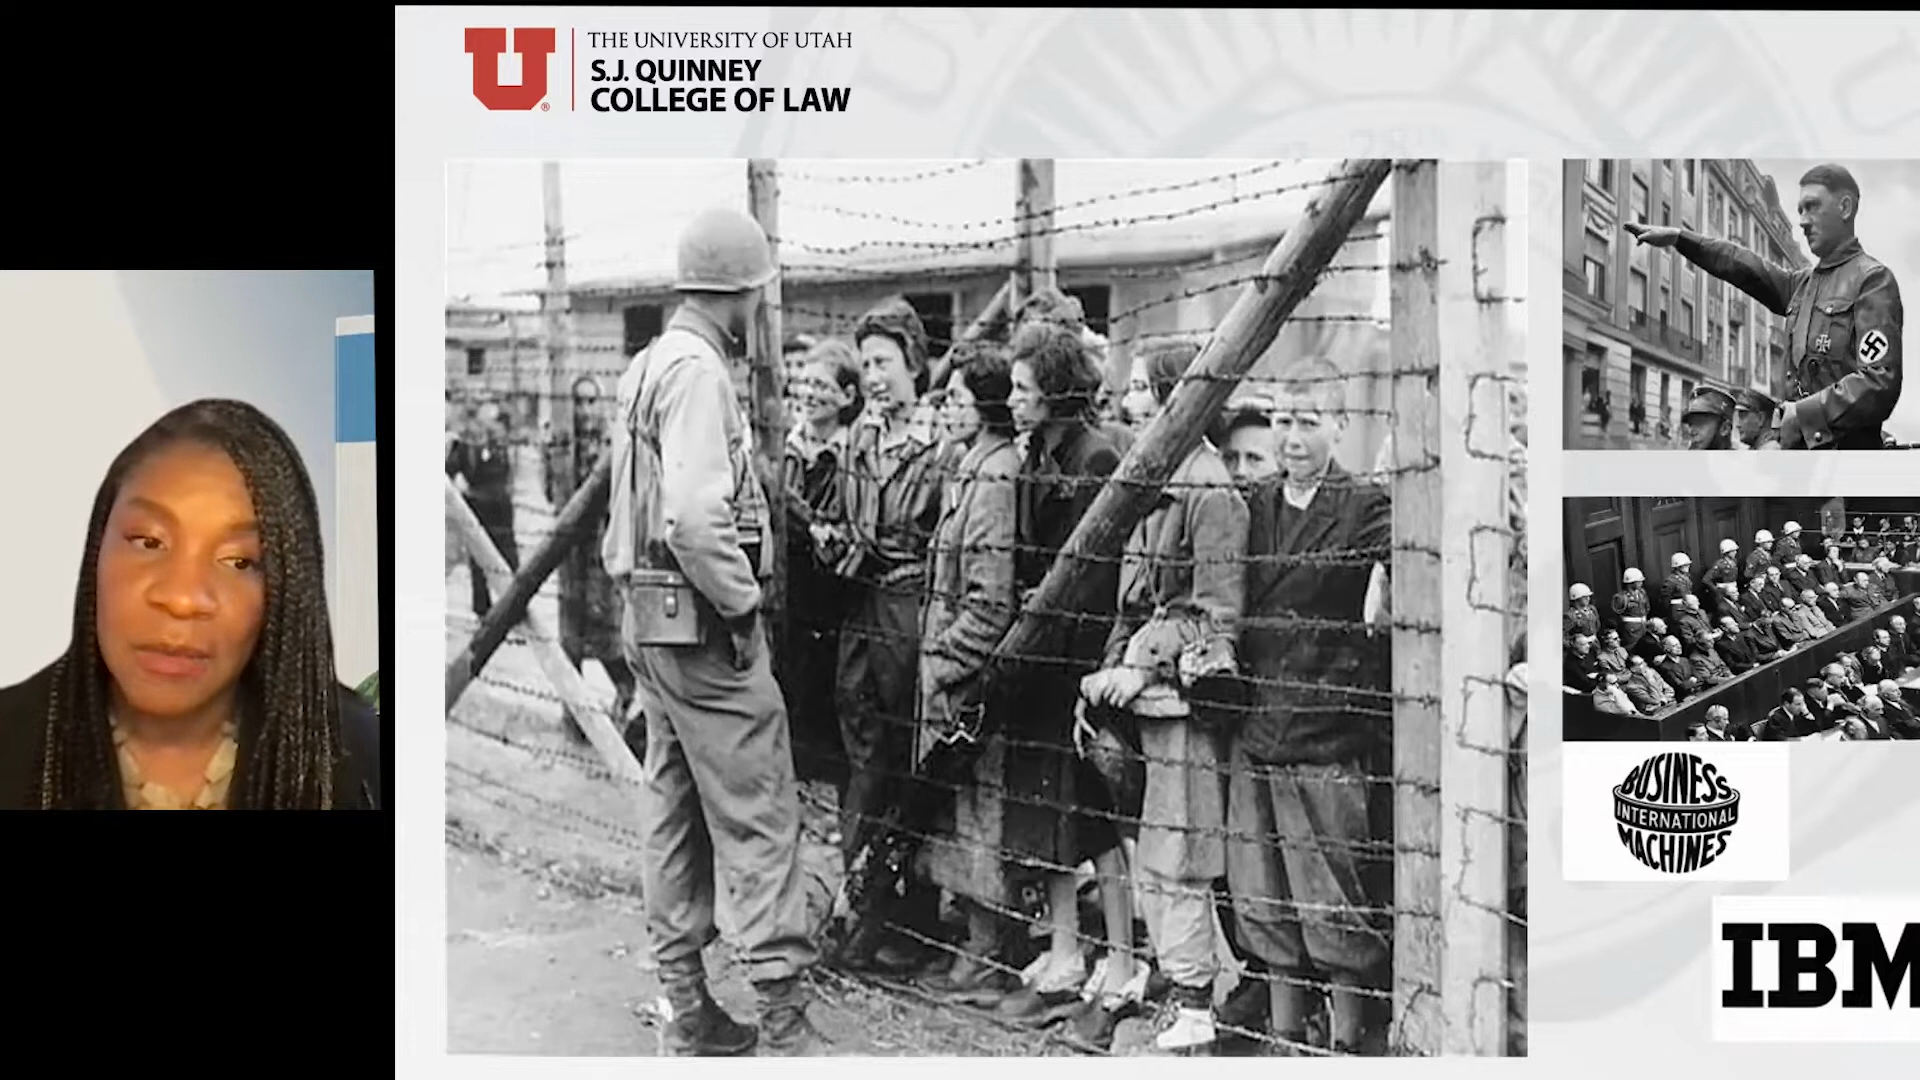 THE UNIVERSITY OF UTAH
S.J. QUINNEY
COLLEGE OF LAW
BUSINESS
INTERNATIONAL
MACHINES
IBM